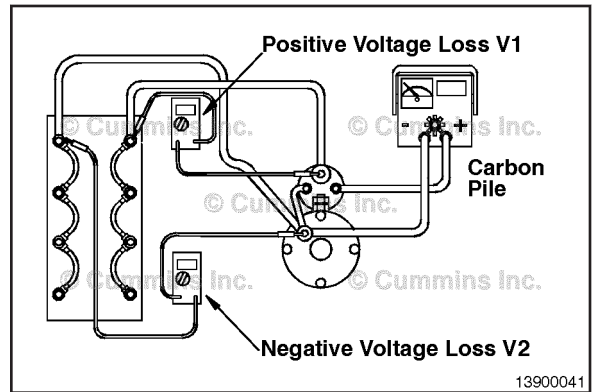 Positive Voltage Loss V1
© Cummins Inc.
© Cummins Inc.
- +
Carbon
Pile
© Cummins Inc.
© Cummins Inc.
© Cummins Inc.
Negative Voltage Loss V2
13900041